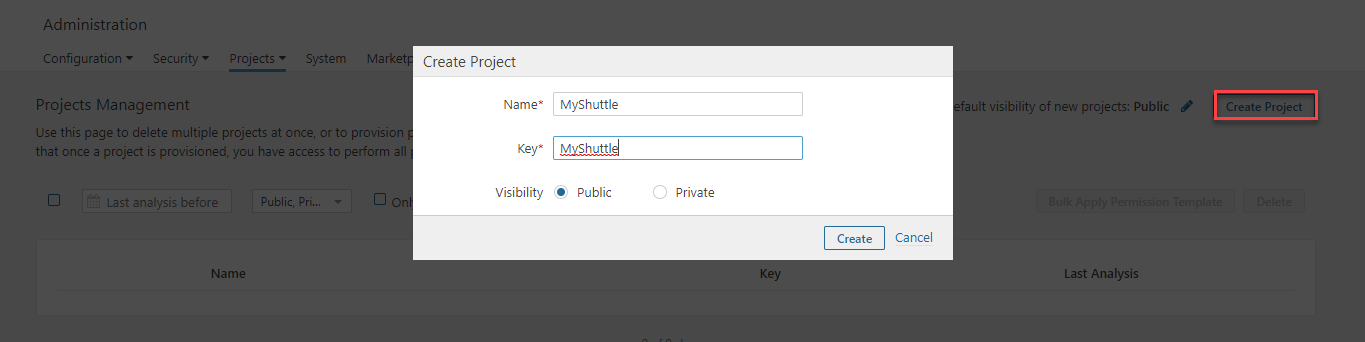 Administration
Configuration Security Projects System Marketp
Create Project
Projects Management
efault visibility of new projects: Public Create Project
Name* MyShuttle
Use this page to delete multiple projects at once, or to provision p
that once a project is provisioned, you have access to perform all p
Key* MyShuttle
Visibility Public Private
Last analysis before Public, Pri... Onl
Bulk Apply Permission Template Delete
Create Cancel
Name Key Last Analysis